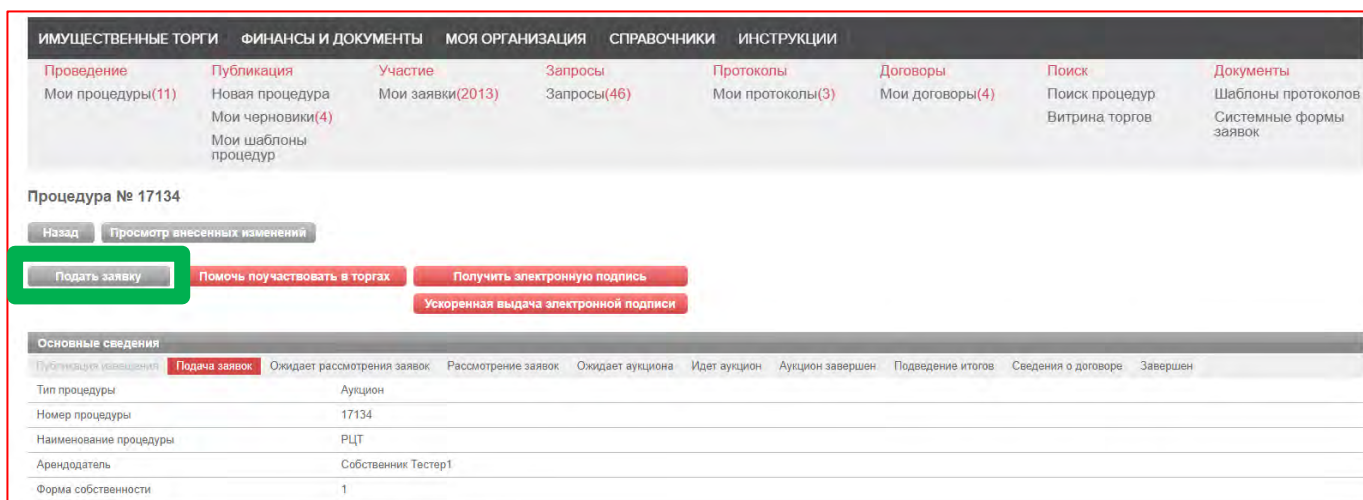 ИМУЩЕСТВЕННЫЕ ТОРГИ ФИНАНСЫ И ДОКУМЕНТЫ МОЯ ОРГАНИЗАЦИЯ СПРАВОЧНИКИ ИНСТРУКЦИИ
Проведение Публикация Участие Запросы Протоколы Договоры Поиск Документы
Мои процедуры(11) Новая процедура Мои заявки(2013) Запросы(46) Мои протоколы(3) Мои договоры(4) Поиск процедур Шаблоны протоколов
Мои черновики(4) Витрина торгов Системные формы
заявок
Мои шаблоны
процедур
Процедура № 17134
Назад Просмотр внесенных изменений
Подать заявку Помочь поучаствовать в торгах Получить электронную подпись
Ускоренная выдача электронной подписи
Основные сведения
Публикация извещения Подача заявок Ожидает рассмотрения заявок Рассмотрение заявок Ожидает аукциона Идет аукцион Аукцион завершен Подведение итогов Сведения о договоре Завершен
Тип процедуры Аукцион
Номер процедуры 17134
Наименование процедуры РЦТ
Арендодатель Собственник Тестер1
Форма собственности 1